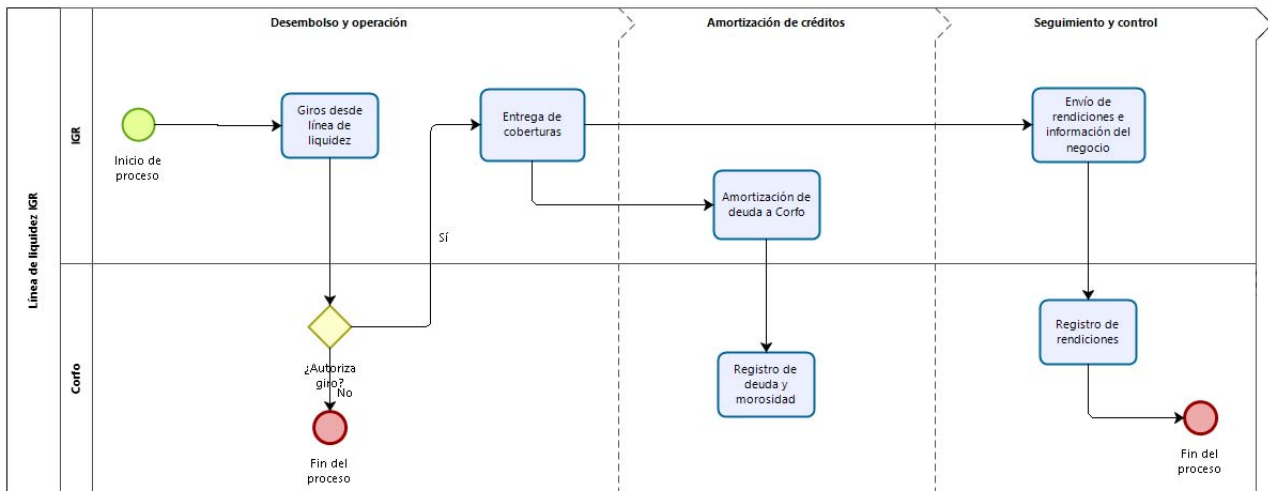 Desembolso y operación
Amortización de créditos
Seguimiento y control
Línea de liquidez IGR
IGR
Inicio de
proceso
Giros desde
línea de
liquidez
Entrega de
coberturas
Envío de
rendiciones e
información del
negocio
Amortización de
deuda a Corfo
Sí
Corfo
¿Autoriza
giro?
No
Fin del
proceso
Registro de
deuda y
morosidad
Registro de
rendiciones
Fin del
proceso